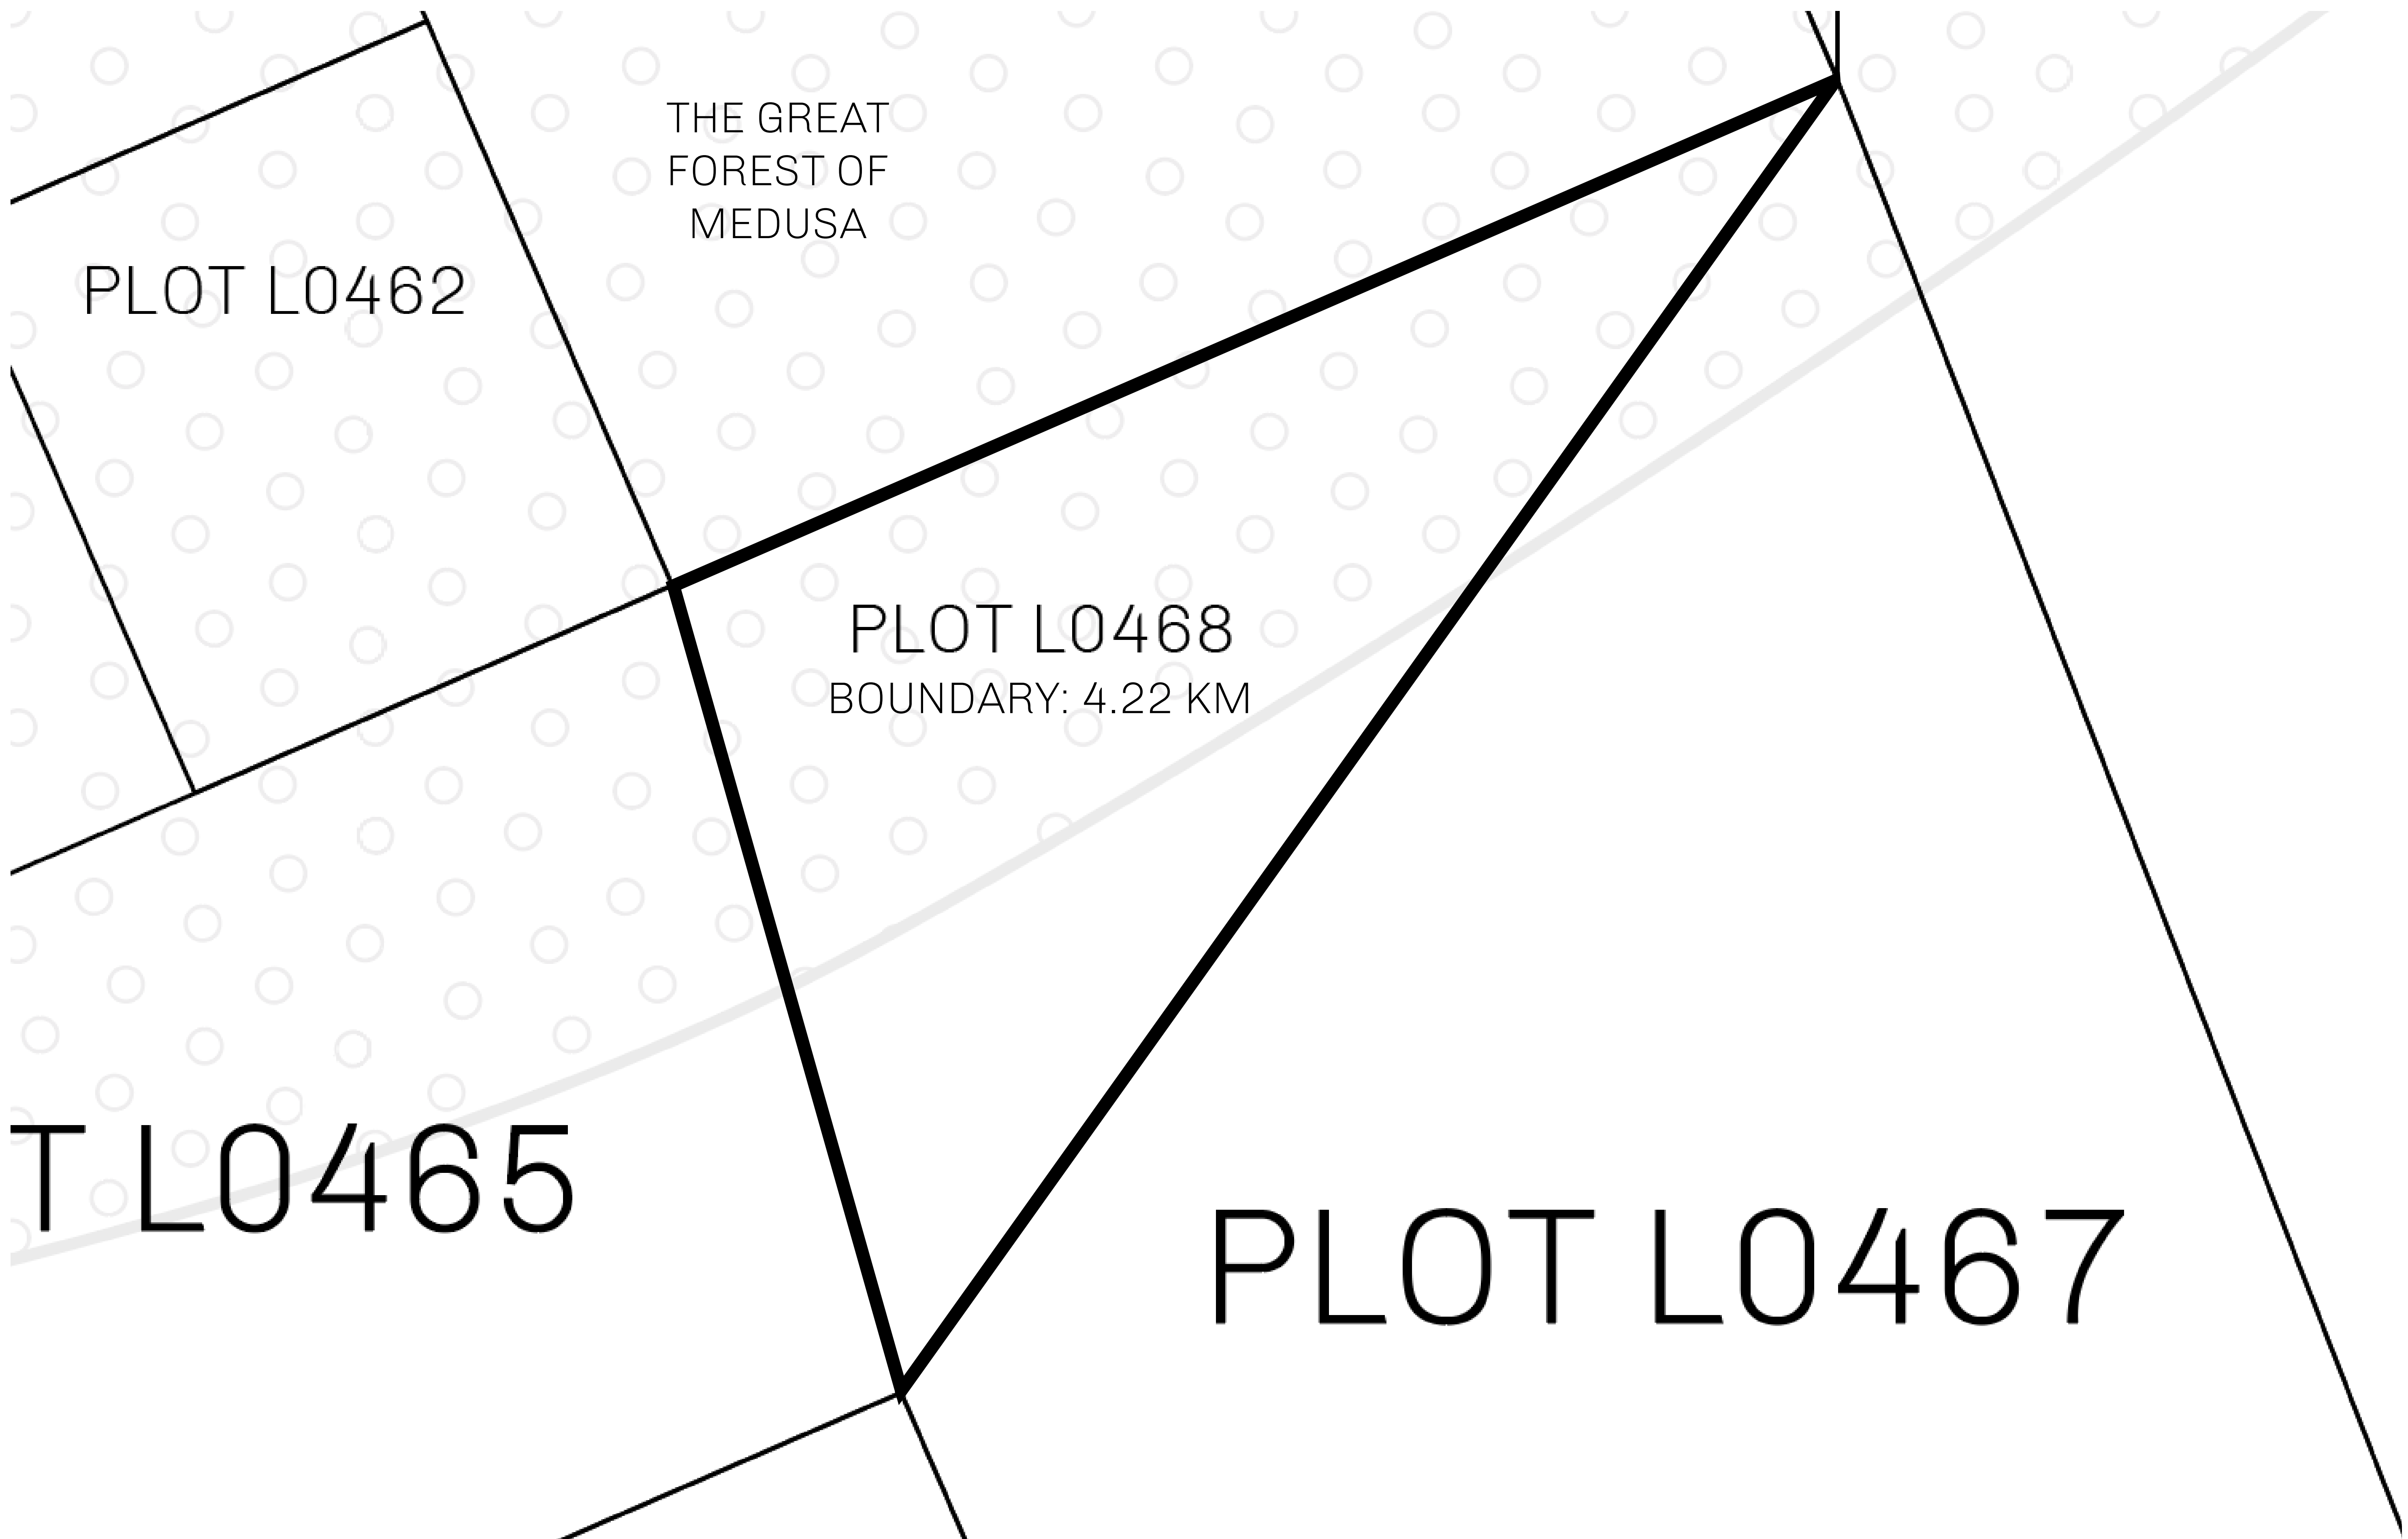 THE GREAT
FOREST OF
MEDUSA
PLOT L0462
PLOT L0468
BOUNDARY: 4.22 KM
T L0465
PLOT L0467